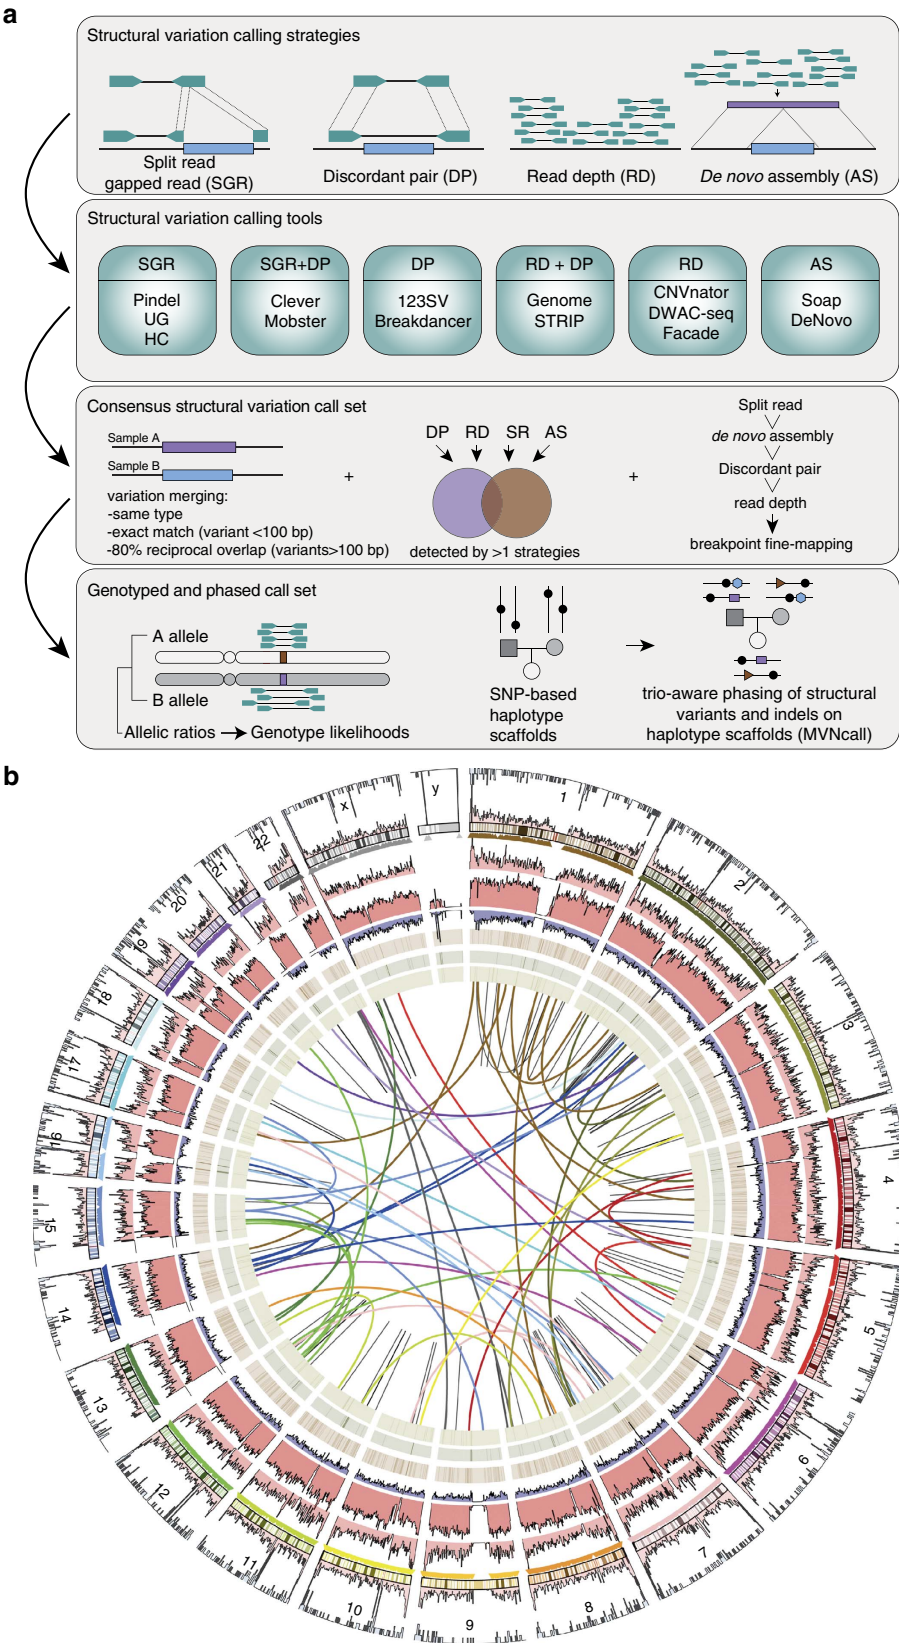 a
Structural variation calling strategies
Split read
gapped read (SGR)
Discordant pair (DP)
Read depth (RD)
De novo assembly (AS)
Structural variation calling tools
SGR
Pindel
UG
HC
SGR+DP
Clever
Mobster
DP
123SV
Breakdancer
RD + DP
Genome
STRIP
RD
CNVnator
DWAC-seq
Facade
AS
Soap
DeNovo
Consensus structural variation call set
Sample A
Sample B
variation merging:
-same type
-exact match (variant <100 bp)
-80% reciprocal overlap (variants>100 bp)
+
DP RD SR AS
detected by >1 strategies
+
Split read
de novo assembly
Discordant pair
read depth
breakpoint fine-mapping
Genotyped and phased call set
A allele
B allele
Allelic ratios
Genotype likelihoods
SNP-based
haplotype
scaffolds
trio-aware phasing of structural
variants and indels on
haplotype scaffolds (MVNcall)
b
1
2
3
4
5
6
7
8
9
10
11
12
13
14
15
16
17
18
19
20
21
22
x
y